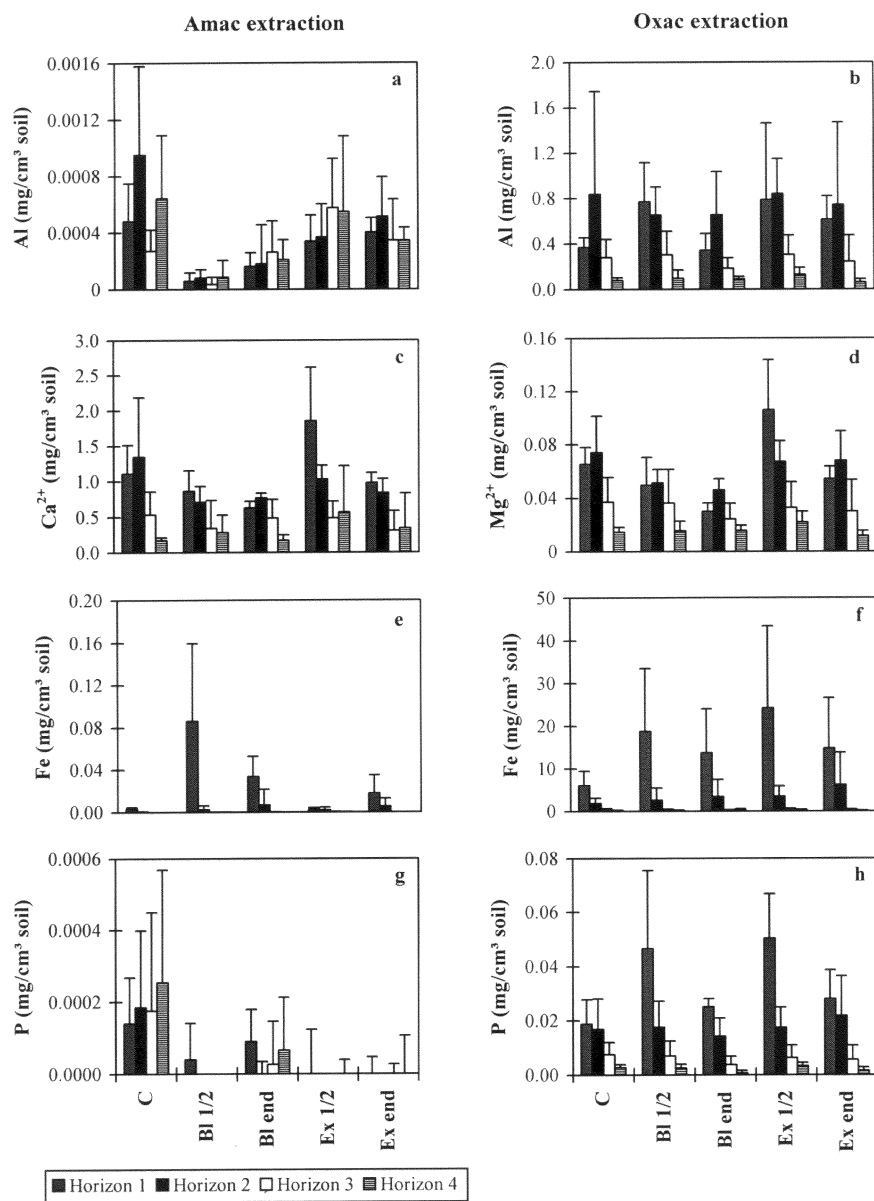 Amac extraction
Oxac extraction
a
Al (mg/cm³ soil)
0.0016
0.0012
0.0008
0.0004
0
b
Al (mg/cm³ soil)
2.0
1.6
1.2
0.8
0.4
0.0
c
Ca²⁺ (mg/cm³ soil)
3.0
2.5
2.0
1.5
1.0
0.5
0.0
d
Mg²⁺ (mg/cm³ soil)
0.16
0.12
0.08
0.04
0
e
Fe (mg/cm³ soil)
0.20
0.16
0.12
0.08
0.04
0.00
f
Fe (mg/cm³ soil)
50
40
30
20
10
0
g
P (mg/cm³ soil)
0.0006
0.0004
0.0002
0.0000
C
Bl 1/2
Bl end
Ex 1/2
Ex end
h
P (mg/cm³ soil)
0.08
0.06
0.04
0.02
0.00
C
Bl 1/2
Bl end
Ex 1/2
Ex end
Horizon 1 Horizon 2 Horizon 3 Horizon 4